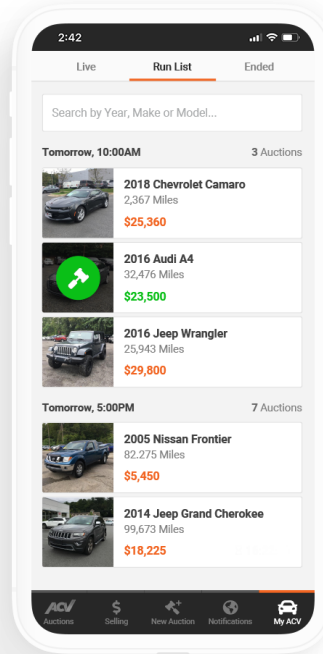 2:42
Live Run List Ended
Search by Year, Make or Model...
Tomorrow, 10:00AM 3 Auctions
2018 Chevrolet Camaro
2,367 Miles
$25,360
2016 Audi A4
32,476 Miles
$23,500
2016 Jeep Wrangler
25,943 Miles
$29,800
Tomorrow, 5:00PM 7 Auctions
2005 Nissan Frontier
82.275 Miles
$5,450
2014 Jeep Grand Cherokee
99,673 Miles
$18,225
ACV $
Auctions Selling New Auction Notifications My ACV